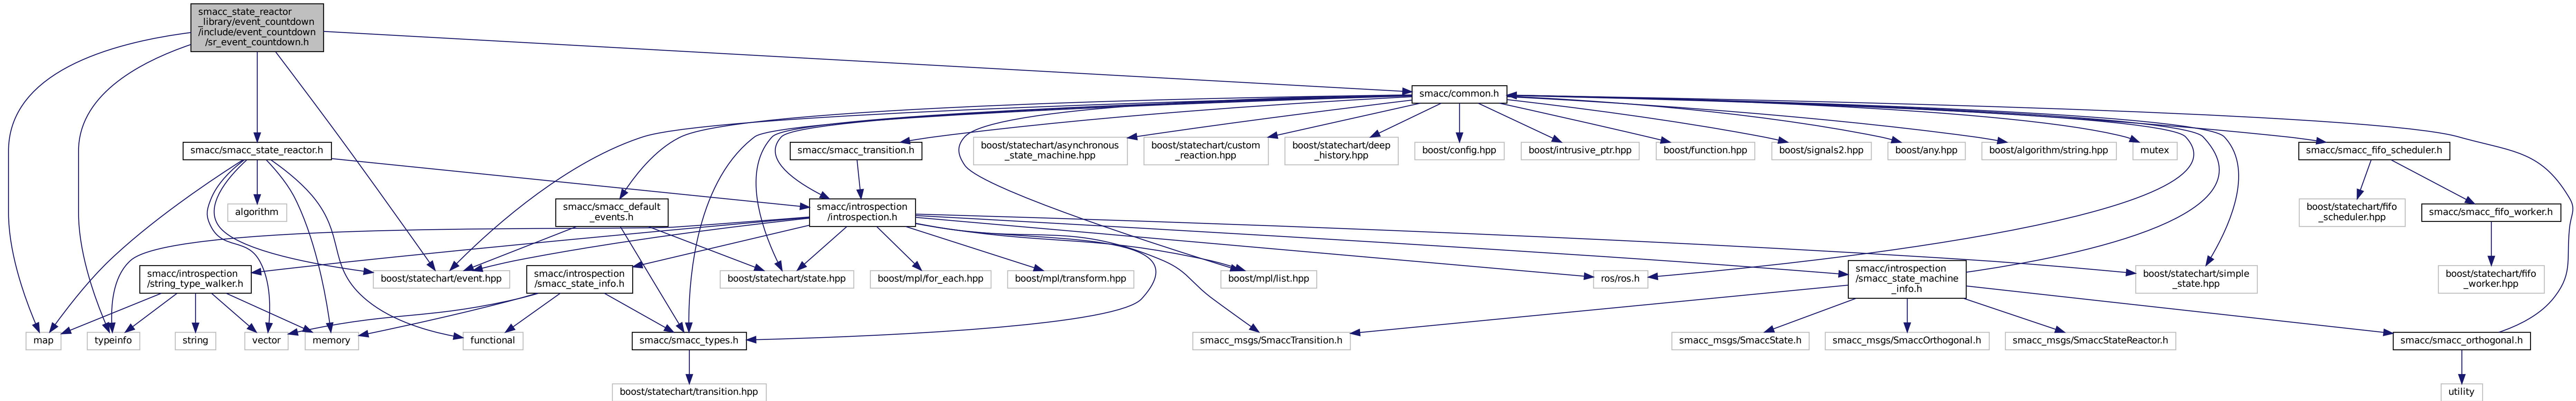 smacc_state_reactor
_library/event_countdown
/include/event_countdown
/sr_event_countdown.h
smacc/common.h
smacc/smacc_state_reactor.h
smacc/smacc_transition.h
boost/statechart/asynchronous
_state_machine.hpp
boost/statechart/custom
_reaction.hpp
boost/statechart/deep
_history.hpp
boost/config.hpp
boost/intrusive_ptr.hpp
boost/function.hpp
boost/signals2.hpp
boost/any.hpp
boost/algorithm/string.hpp
mutex
smacc/smacc_fifo_scheduler.h
algorithm
smacc/smacc_default
_events.h
smacc/introspection
/introspection.h
boost/statechart/fifo
_scheduler.hpp
smacc/smacc_fifo_worker.h
smacc/introspection
/string_type_walker.h
boost/statechart/event.hpp
smacc/introspection
/smacc_state_info.h
boost/statechart/state.hpp
boost/mpl/for_each.hpp
boost/mpl/transform.hpp
boost/mpl/list.hpp
ros/ros.h
smacc/introspection
/smacc_state_machine
_info.h
boost/statechart/simple
_state.hpp
boost/statechart/fifo
_worker.hpp
map
typeinfo
string
vector
memory
functional
smacc/smacc_types.h
smacc_msgs/SmaccTransition.h
smacc_msgs/SmaccState.h
smacc_msgs/SmaccOrthogonal.h
smacc_msgs/SmaccStateReactor.h
smacc/smacc_orthogonal.h
boost/statechart/transition.hpp
utility